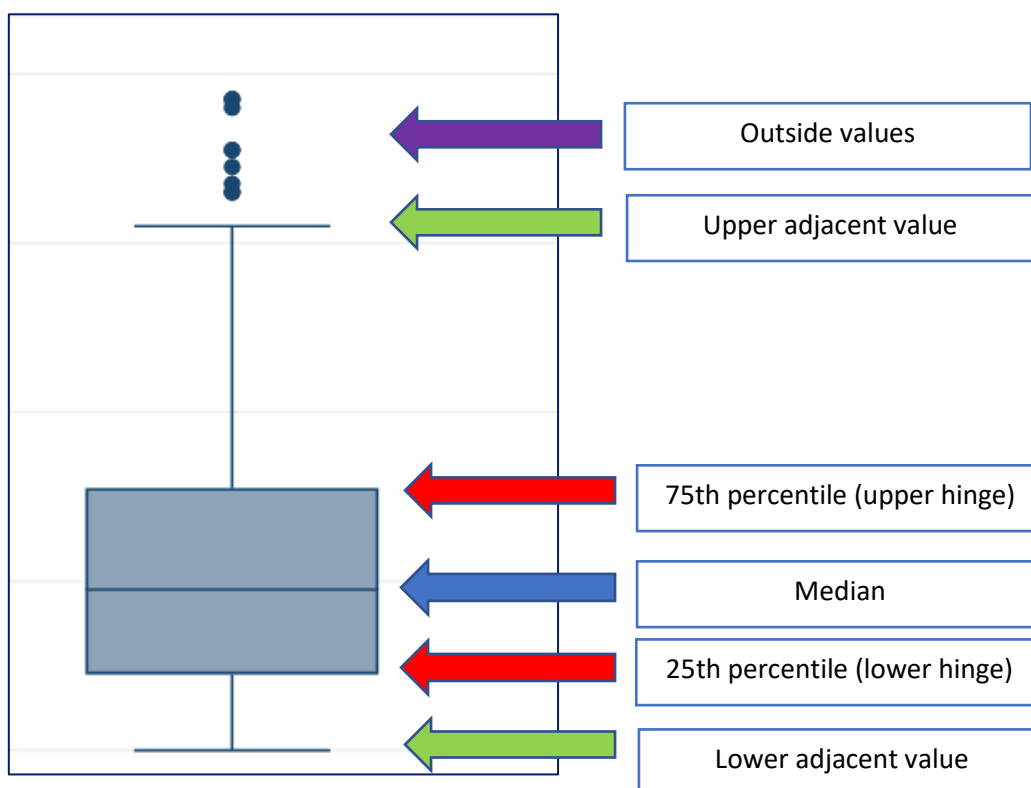 Outside values
Upper adjacent value
75th percentile (upper hinge)
Median
25th percentile (lower hinge)
Lower adjacent value